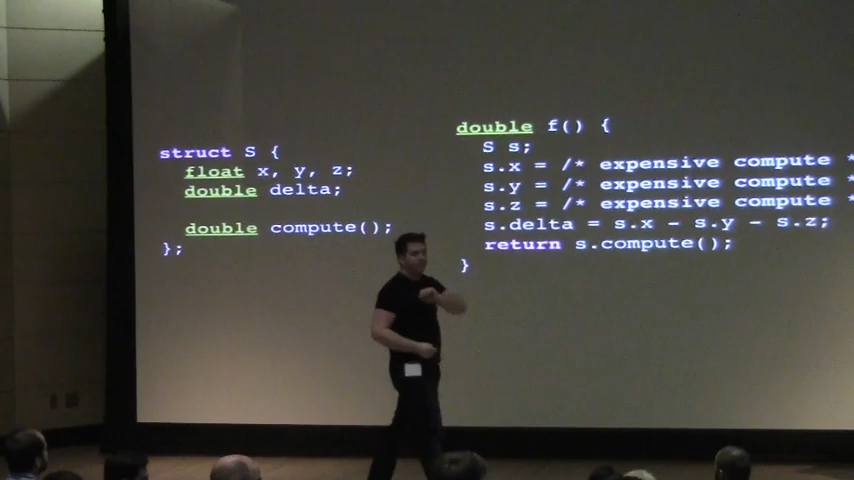 struct S {
float x, y, z;
double delta;
double compute();
};
double f() {
S s;
s.x = /* expensive compute *
s.y = /* expensive compute *
s.z = /* expensive compute *
s.delta = s.x - s.y - s.z;
return s.compute();
}